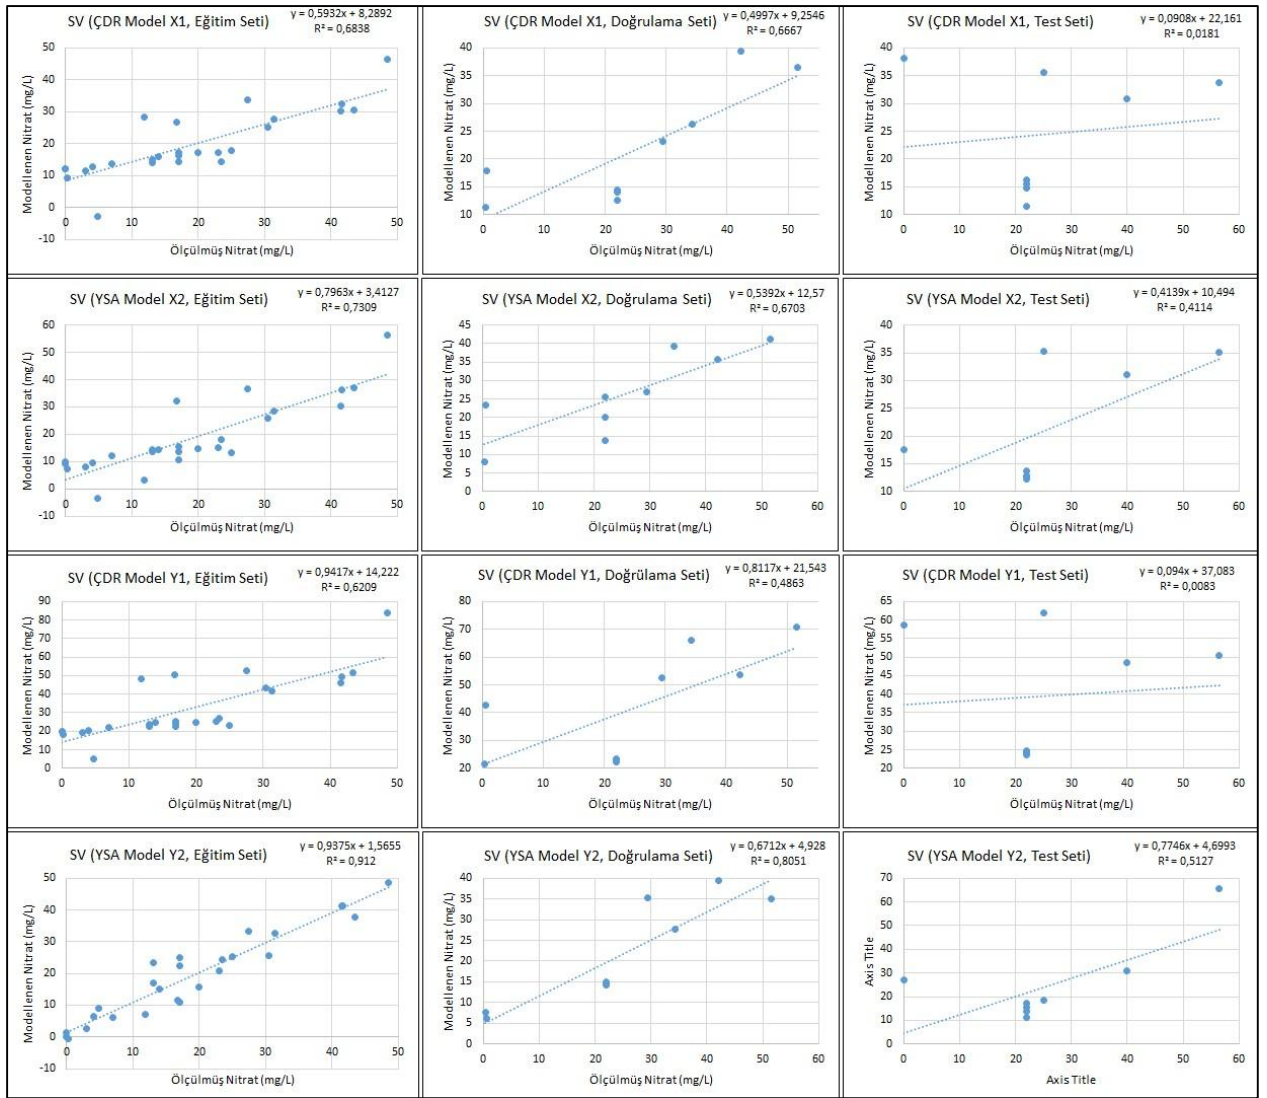 SV (ÇDR Model X1, Eğitim Seti)
y = 0,5932x + 8,2892
R² = 0,6838
50
40
30
20
10
0
-10
Modellenen Nitrat (mg/L)
0 10 20 30 40 50
Ölçülmüş Nitrat (mg/L)
SV (ÇDR Model X1, Doğrulama Seti)
y = 0,4997x + 9,2546
R² = 0,6667
40
35
30
25
20
15
10
Modellenen Nitrat (mg/L)
0 10 20 30 40 50
Ölçülmüş Nitrat (mg/L)
SV (ÇDR Model X1, Test Seti)
y = 0,0908x + 22,161
R² = 0,0181
40
35
30
25
20
15
10
Modellenen Nitrat (mg/L)
0 10 20 30 40 50 60
Ölçülmüş Nitrat (mg/L)
SV (YSA Model X2, Eğitim Seti)
y = 0,7963x + 3,4127
R² = 0,7309
60
50
40
30
20
10
0
-10
Modellenen Nitrat (mg/L)
0 10 20 30 40 50
Ölçülmüş Nitrat (mg/L)
SV (YSA Model X2, Doğrulama Seti)
y = 0,5392x + 12,57
R² = 0,6703
45
40
35
30
25
20
15
10
5
0
Modellenen Nitrat (mg/L)
0 10 20 30 40 50 60
Ölçülmüş Nitrat (mg/L)
SV (YSA Model X2, Test Seti)
y = 0,4139x + 10,494
R² = 0,4114
40
35
30
25
20
15
10
Modellenen Nitrat (mg/L)
0 10 20 30 40 50 60
Ölçülmüş Nitrat (mg/L)
SV (ÇDR Model Y1, Eğitim Seti)
y = 0,9417x + 14,222
R² = 0,6209
90
80
70
60
50
40
30
20
10
0
Modellenen Nitrat (mg/L)
0 10 20 30 40 50
Ölçülmüş Nitrat (mg/L)
SV (ÇDR Model Y1, Doğrülama Seti)
y = 0,8117x + 21,543
R² = 0,4863
80
70
60
50
40
30
20
Modellenen Nitrat (mg/L)
0 10 20 30 40 50
Ölçülmüş Nitrat (mg/L)
SV (ÇDR Model Y1, Test Seti)
y = 0,094x + 37,083
R² = 0,0083
65
60
55
50
45
40
35
30
25
20
Modellenen Nitrat (mg/L)
0 10 20 30 40 50 60
Ölçülmüş Nitrat (mg/L)
SV (YSA Model Y2, Eğitim Seti)
y = 0,9375x + 1,5655
R² = 0,912
50
40
30
20
10
0
-10
Modellenen Nitrat (mg/L)
0 10 20 30 40 50
Ölçülmüş Nitrat (mg/L)
SV (YSA Model Y2, Doğrulama Seti)
y = 0,6712x + 4,928
R² = 0,8051
40
35
30
25
20
15
10
5
0
Modellenen Nitrat (mg/L)
0 10 20 30 40 50 60
Ölçülmüş Nitrat (mg/L)
SV (YSA Model Y2, Test Seti)
y = 0,7746x + 4,6993
R² = 0,5127
70
60
50
40
30
20
10
0
Axis Title
0 10 20 30 40 50 60
Axis Title